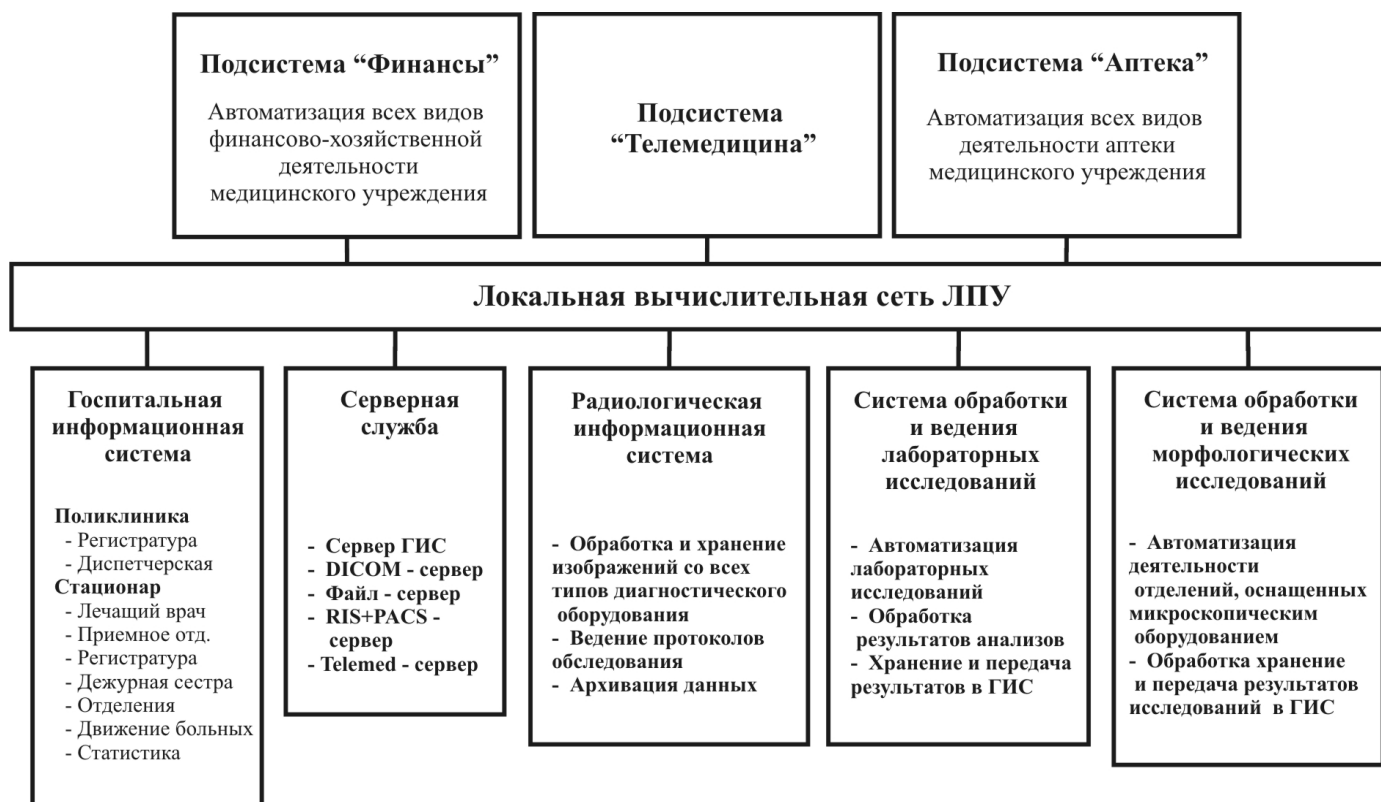 Подсистема “Финансы”
Автоматизация всех видов
финансово-хозяйственной
деятельности
медицинского учреждения
Подсистема
“Телемедицина”
Подсистема “Аптека”
Автоматизация всех видов
деятельности аптеки
медицинского учреждения
Локальная вычислительная сеть ЛПУ
Госпитальная
информационная
система
Поликлиника
- Регистратура
- Диспетчерская
Стационар
- Лечащий врач
- Приемное отд.
- Регистратура
- Дежурная сестра
- Отделения
- Движение больных
- Статистика
Серверная
служба
- Сервер ГИС
- DICOM - сервер
- Файл - сервер
- RIS+PACS -
сервер
- Telemed - сервер
Радиологическая
информационная
система
- Обработка и хранение
изображений со всех
типов диагностического
оборудования
- Ведение протоколов
обследования
- Архивация данных
Система обработки
и ведения
лабораторных
исследований
- Автоматизация
лабораторных
исследований
- Обработка
результатов анализов
- Хранение и передача
результатов в ГИС
Система обработки
и ведения
морфологических
исследований
- Автоматизация
деятельности
отделений, оснащенных
микроскопическим
оборудованием
- Обработка хранение
и передача результатов
исследований в ГИС